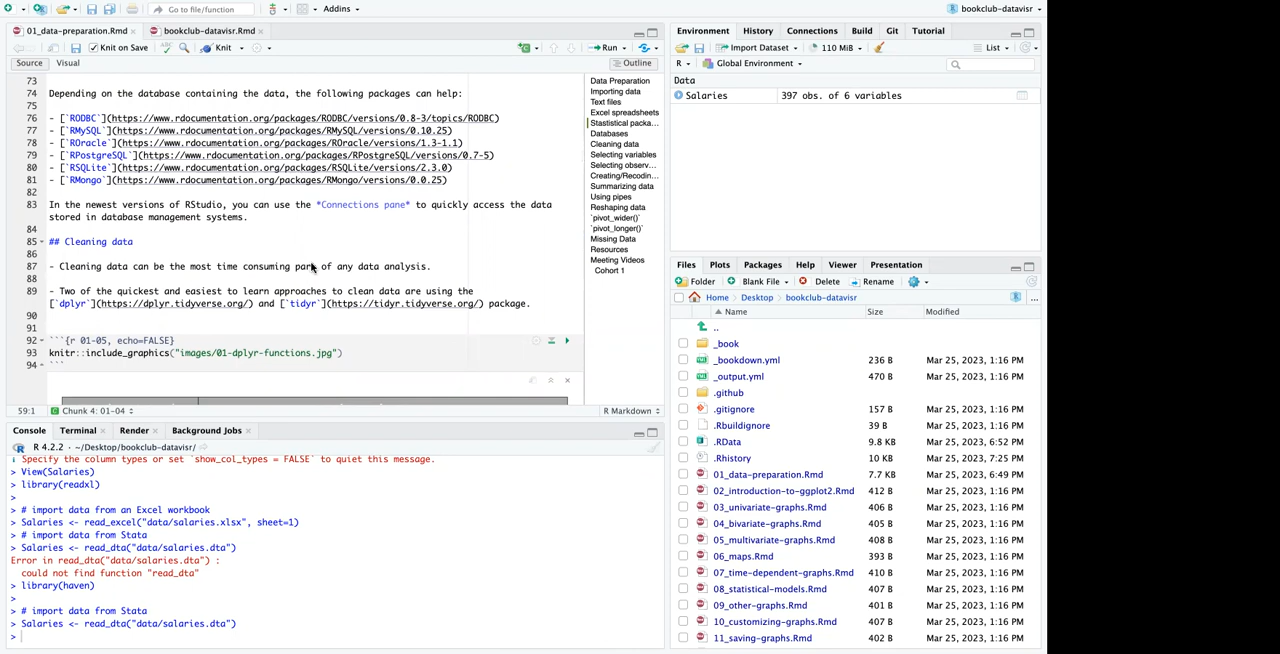 Go to file/function
Addins
bookclub-datavisr
01_data-preparation.Rmd
bookclub-datavisr.Rmd
Knit on Save
Knit
Run
Source
Visual
Outline
73
74 Depending on the database containing the data, the following packages can help:
75
76 - [`RODBC`](https://www.rdocumentation.org/packages/RODBC/versions/0.8-3/topics/RODBC)
77 - [`RMySQL`](https://www.rdocumentation.org/packages/RMySQL/versions/0.10.25)
78 - [`ROracle`](https://www.rdocumentation.org/packages/ROracle/versions/1.3-1.1)
79 - [`RPostgreSQL`](https://www.rdocumentation.org/packages/RPostgreSQL/versions/0.7-5)
80 - [`RSQLite`](https://www.rdocumentation.org/packages/RSQLite/versions/2.3.0)
81 - [`RMongo`](https://www.rdocumentation.org/packages/RMongo/versions/0.0.25)
82
83 In the newest versions of RStudio, you can use the *Connections pane* to quickly access the data
stored in database management systems.
84
85 ## Cleaning data
86
87 - Cleaning data can be the most time consuming part of any data analysis.
88
89 - Two of the quickest and easiest to learn approaches to clean data are using the
[`dplyr`](https://dplyr.tidyverse.org/) and [`tidyr`](https://tidyr.tidyverse.org/) package.
90
91
92 ```{r 01-05, echo=FALSE}
93 knitr::include_graphics("images/01-dplyr-functions.jpg")
94 ```
59:1
Chunk 4: 01-04
R Markdown
Data Preparation
Importing data
Text files
Excel spreadsheets
Stastistical packa...
Databases
Cleaning data
Selecting variables
Selecting observ...
Creating/Recodin...
Summarizing data
Using pipes
Reshaping data
`pivot_wider()`
`pivot_longer()`
Missing Data
Resources
Meeting Videos
Cohort 1
Console
Terminal
Render
Background Jobs
R 4.2.2 · ~/Desktop/bookclub-datavisr/
ℹ Specify the column types or set `show_col_types = FALSE` to quiet this message.
> View(Salaries)
> library(readxl)
>
> # import data from an Excel workbook
> Salaries <- read_excel("data/salaries.xlsx", sheet=1)
> # import data from Stata
> Salaries <- read_dta("data/salaries.dta")
Error in read_dta("data/salaries.dta") :
could not find function "read_dta"
> library(haven)
>
> # import data from Stata
> Salaries <- read_dta("data/salaries.dta")
>
Environment
History
Connections
Build
Git
Tutorial
Import Dataset
110 MiB
List
R
Global Environment
Data
Salaries 397 obs. of 6 variables
Files
Plots
Packages
Help
Viewer
Presentation
Folder
Blank File
Delete
Rename
Home
Desktop
bookclub-datavisr
...
Name Size Modified
..
_book
_bookdown.yml 236 B Mar 25, 2023, 1:16 PM
_output.yml 470 B Mar 25, 2023, 1:16 PM
.github
.gitignore 157 B Mar 25, 2023, 1:16 PM
.Rbuildignore 39 B Mar 25, 2023, 1:16 PM
.RData 9.8 KB Mar 25, 2023, 6:52 PM
.Rhistory 10 KB Mar 25, 2023, 7:25 PM
01_data-preparation.Rmd 7.7 KB Mar 25, 2023, 6:49 PM
02_introduction-to-ggplot2.Rmd 412 B Mar 25, 2023, 1:16 PM
03_univariate-graphs.Rmd 406 B Mar 25, 2023, 1:16 PM
04_bivariate-graphs.Rmd 405 B Mar 25, 2023, 1:16 PM
05_multivariate-graphs.Rmd 408 B Mar 25, 2023, 1:16 PM
06_maps.Rmd 393 B Mar 25, 2023, 1:16 PM
07_time-dependent-graphs.Rmd 410 B Mar 25, 2023, 1:16 PM
08_statistical-models.Rmd 407 B Mar 25, 2023, 1:16 PM
09_other-graphs.Rmd 401 B Mar 25, 2023, 1:16 PM
10_customizing-graphs.Rmd 407 B Mar 25, 2023, 1:16 PM
11_saving-graphs.Rmd 402 B Mar 25, 2023, 1:16 PM